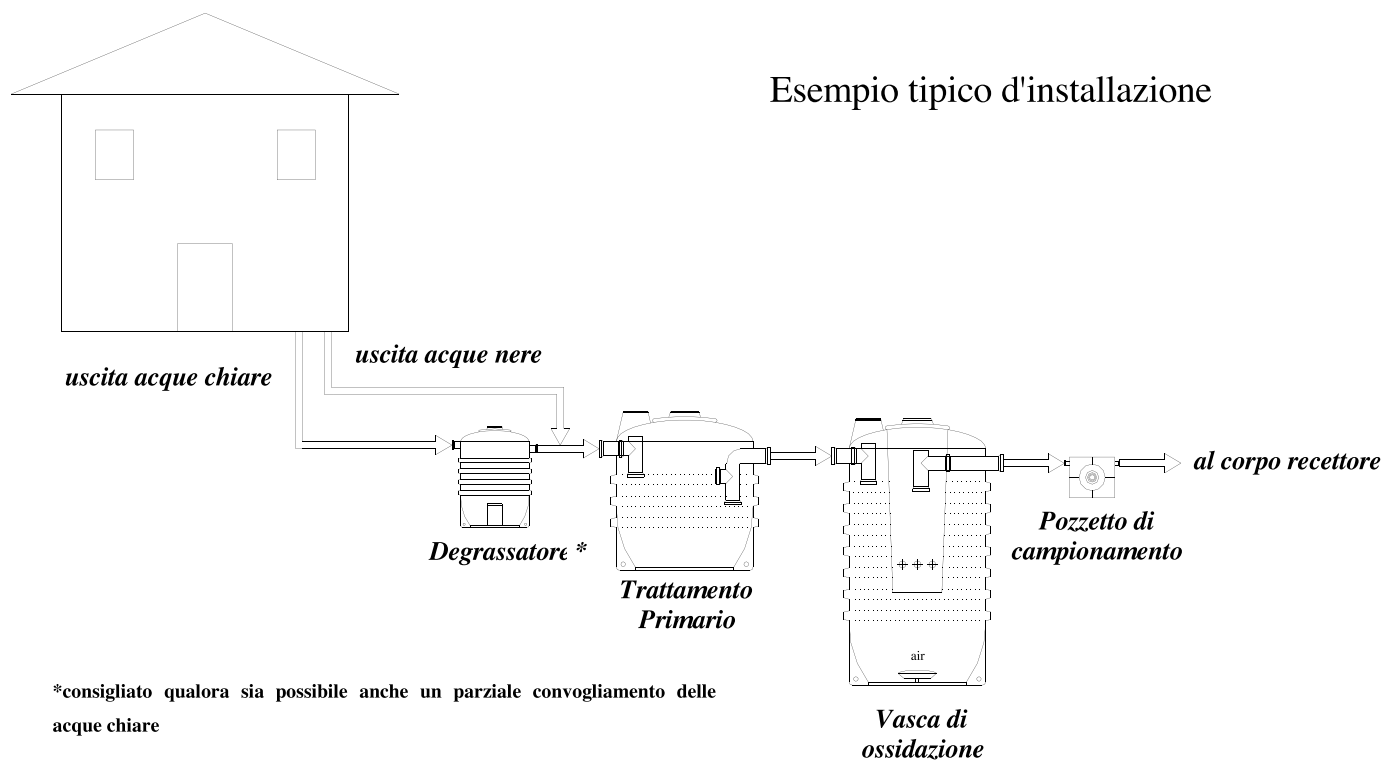 Esempio tipico d'installazione
uscita acque nere
uscita acque chiare
al corpo recettore
Pozzetto di
campionamento
Degrassatore *
Trattamento
Primario
air
*consigliato qualora sia possibile anche un parziale convogliamento delle
acque chiare
Vasca di
ossidazione